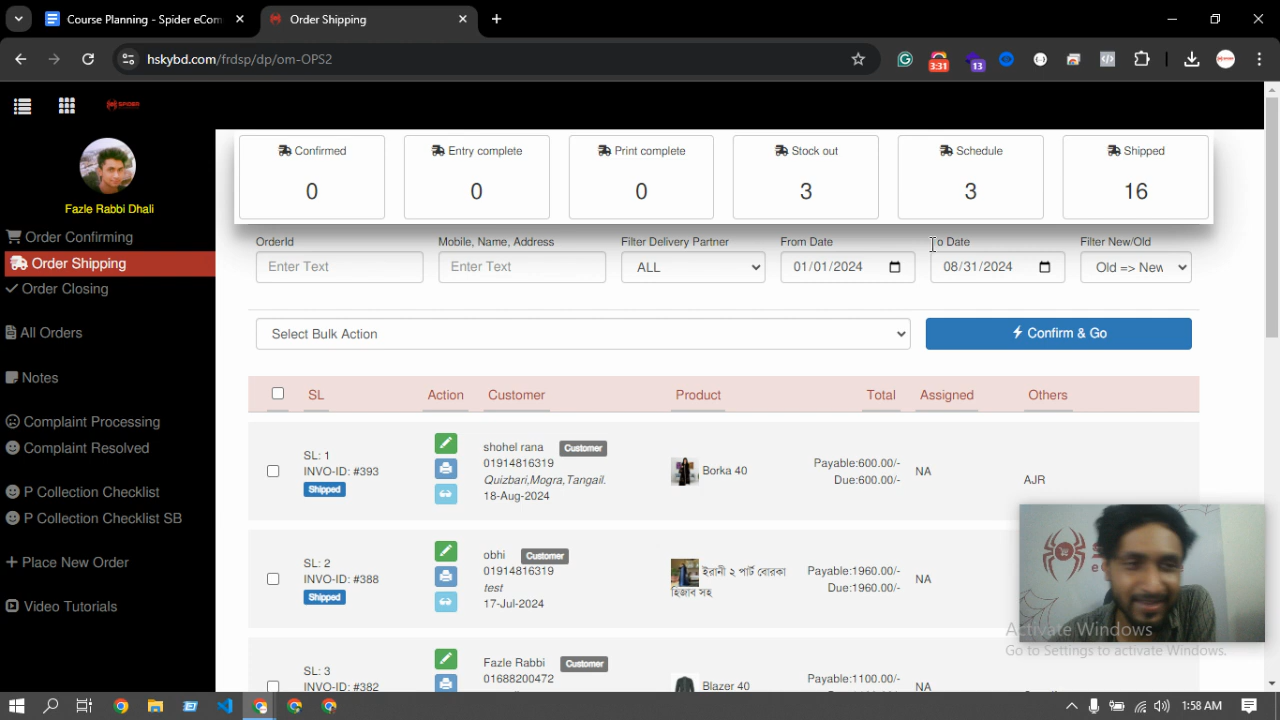 Course Planning - Spider eCom
Order Shipping
hskybd.com/frdsp/dp/om-OPS2
3:31
13
SPIDER
Fazle Rabbi Dhali
Order Confirming
Order Shipping
Order Closing
All Orders
Notes
Complaint Processing
Complaint Resolved
P Collection Checklist
P Collection Checklist SB
Place New Order
Video Tutorials
Confirmed
0
Entry complete
0
Print complete
0
Stock out
3
Schedule
3
Shipped
16
OrderId
Enter Text
Mobile, Name, Address
Enter Text
Filter Delivery Partner
ALL
From Date
01/01/2024
To Date
08/31/2024
Filter New/Old
Old => New
Select Bulk Action
Confirm & Go
SL Action Customer Product Total Assigned Others
SL: 1
INVO-ID: #393
Shipped
shohel rana Customer
01914816319
Quizbari,Mogra,Tangail.
18-Aug-2024
Borka 40
Payable:600.00/-
Due:600.00/-
NA
AJR
SL: 2
INVO-ID: #388
Shipped
obhi Customer
01914816319
test
17-Jul-2024
ইরানী ২ পার্ট বোরকা
হিজাব সহ
Payable:1960.00/-
Due:1960.00/-
NA
SL: 3
INVO-ID: #382
Fazle Rabbi Customer
01688200472
Blazer 40
Payable:1100.00/-
NA
Activate Windows
Go to Settings to activate Windows.
1:58 AM